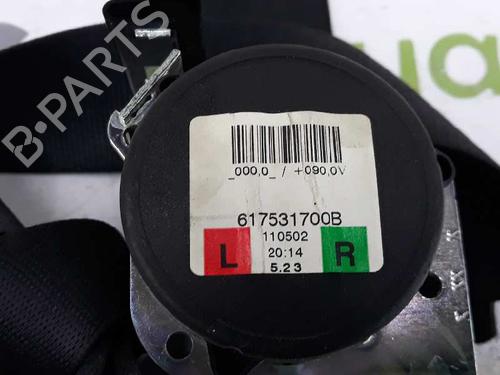 B-PARTS
_000,0_ / +090,0V
617531700B
110502
20:14
5.23
L R